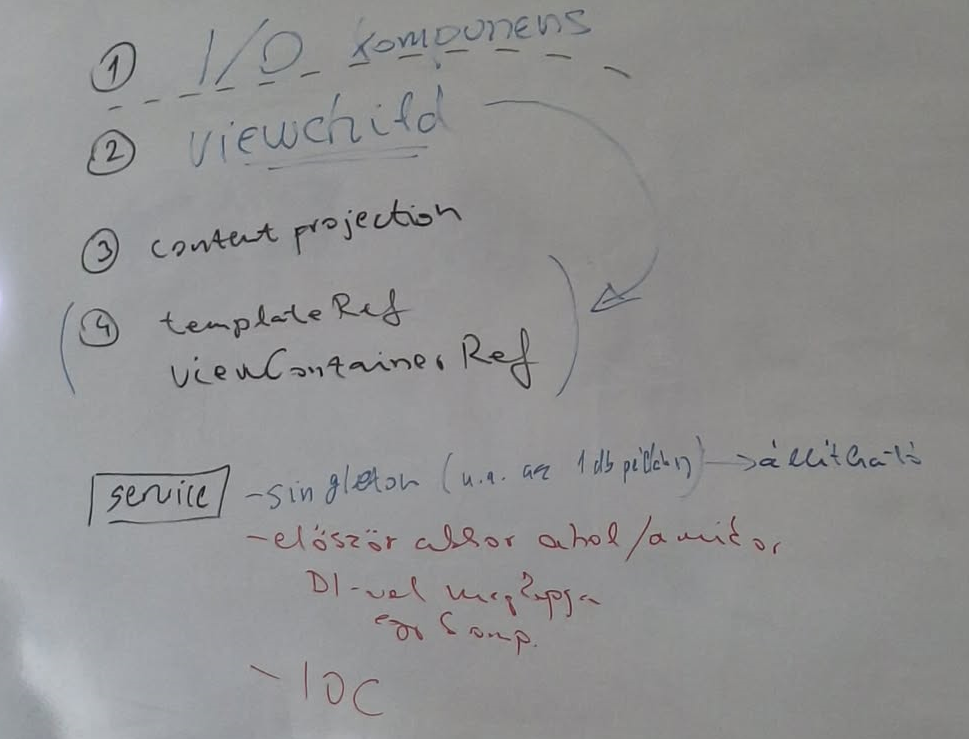 ① I/O komponens
② viewchild
③ content projection
④ templateRef
viewContainerRef
service - singleton (u.a. az 1 db példány) → állítható
- először akkor ahol/amikor
DI-vel megkapja
egy komp.
- IOC